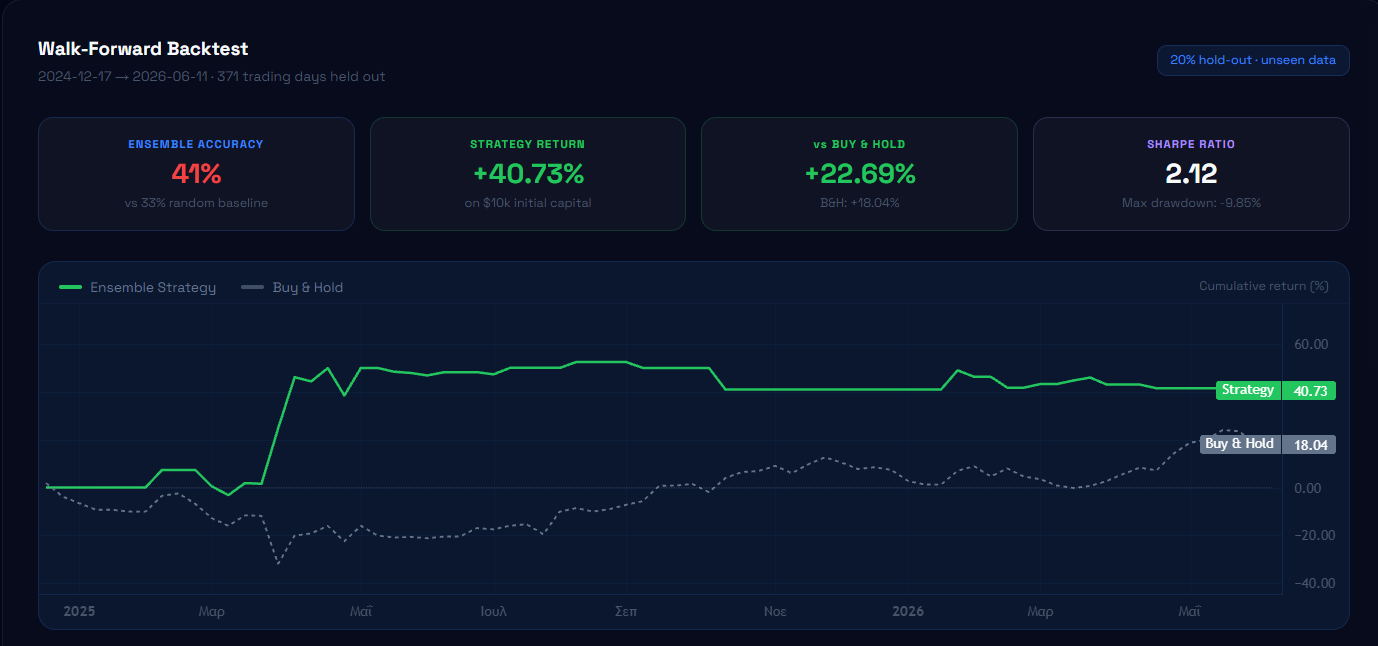 Walk-Forward Backtest
2024-12-17 → 2026-06-11 · 371 trading days held out
20% hold-out · unseen data
ENSEMBLE ACCURACY
41%
vs 33% random baseline
STRATEGY RETURN
+40.73%
on $10k initial capital
vs BUY & HOLD
+22.69%
B&H: +18.04%
SHARPE RATIO
2.12
Max drawdown: -9.85%
Ensemble Strategy
Buy & Hold
Cumulative return (%)
60.00
Strategy 40.73
Buy & Hold 18.04
0.00
−20.00
−40.00
2025 Μαρ Μαΐ Ιουλ Σεπ Νοε 2026 Μαρ Μαΐ